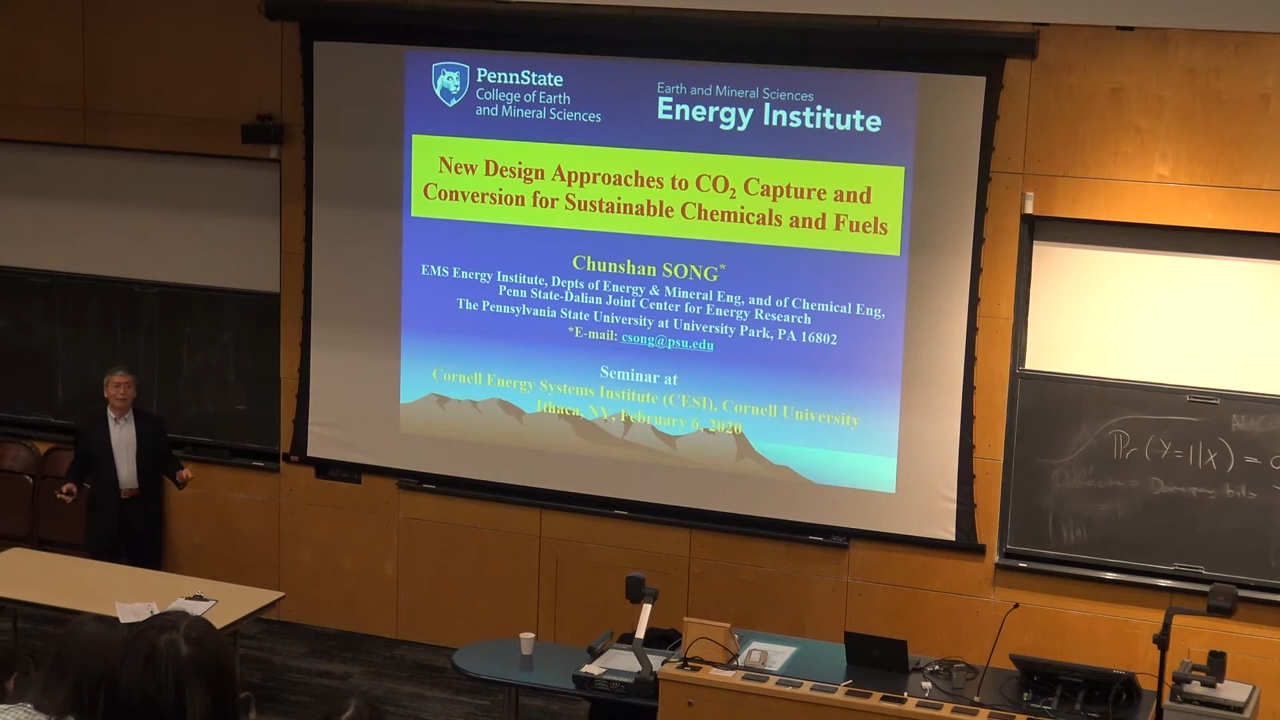 PennState
College of Earth
and Mineral Sciences
Earth and Mineral Sciences
Energy Institute
New Design Approaches to CO₂ Capture and
Conversion for Sustainable Chemicals and Fuels
Chunshan SONG*
EMS Energy Institute, Depts of Energy & Mineral Eng, and of Chemical Eng,
Penn State-Dalian Joint Center for Energy Research
The Pennsylvania State University at University Park, PA 16802
*E-mail: csong@psu.edu
Seminar at
Cornell Energy Systems Institute (CESI), Cornell University
Ithaca, NY, February 6, 2020
Pr(Y=1|X) =